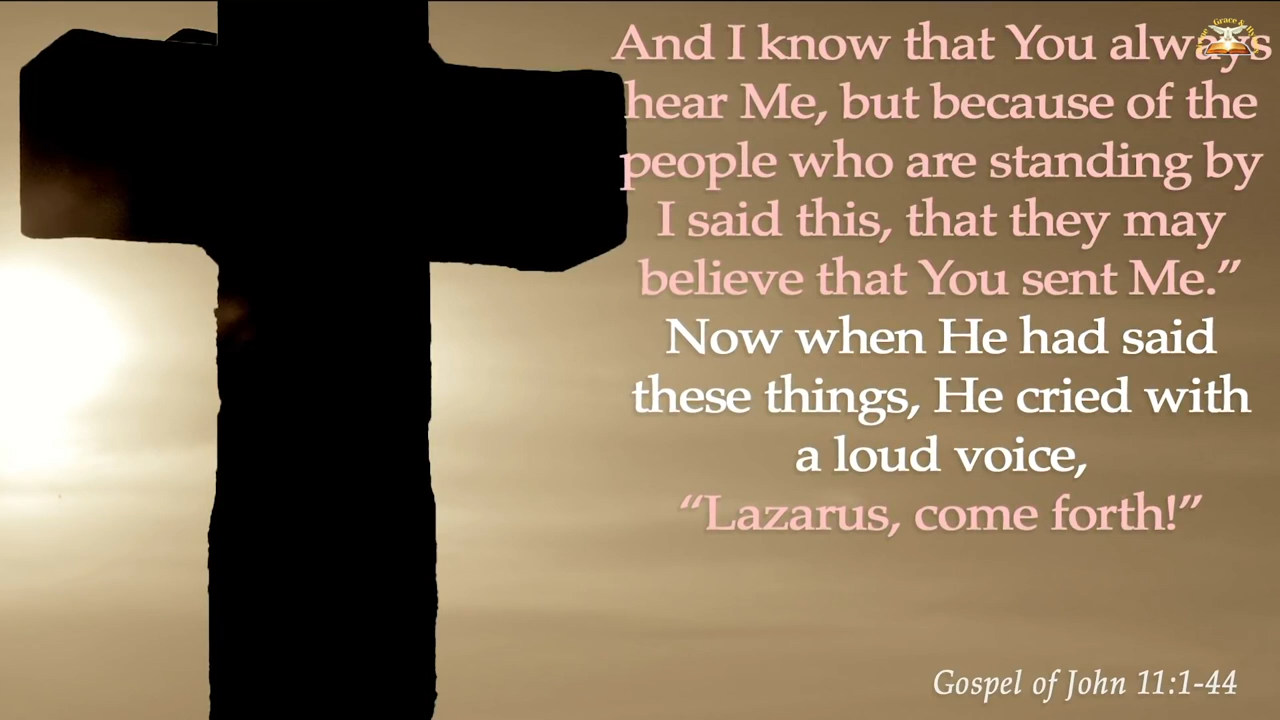 And I know that You always
hear Me, but because of the
people who are standing by
I said this, that they may
believe that You sent Me.”
Now when He had said
these things, He cried with
a loud voice,
“Lazarus, come forth!”
Gospel of John 11:1-44
Grace &